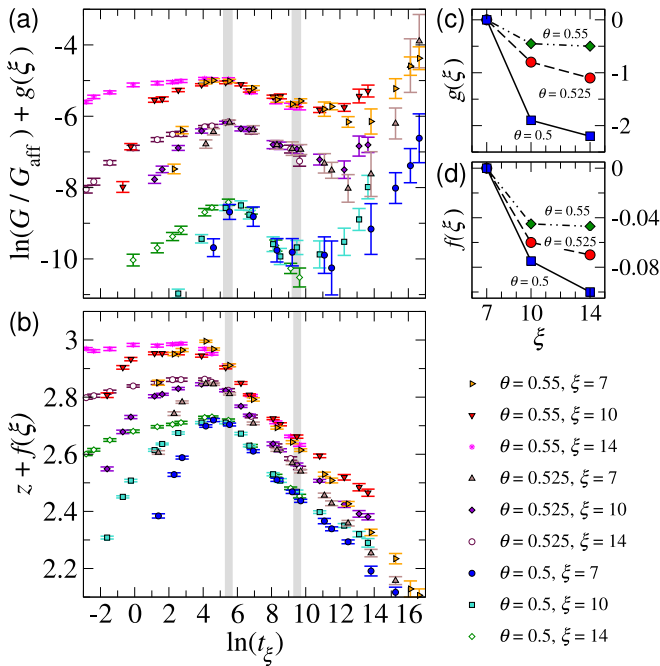 (a)
ln(G / G_aff) + g(ξ)
-4
-6
-8
-10
(b)
z + f(ξ)
3
2.8
2.6
2.4
2.2
-2 0 2 4 6 8 10 12 14 16
ln(t_ξ)
(c)
g(ξ)
0
-1
-2
θ = 0.55
θ = 0.525
θ = 0.5
(d)
f(ξ)
0
-0.04
-0.08
θ = 0.55
θ = 0.525
θ = 0.5
7 10 14
ξ
θ = 0.55, ξ = 7
θ = 0.55, ξ = 10
θ = 0.55, ξ = 14
θ = 0.525, ξ = 7
θ = 0.525, ξ = 10
θ = 0.525, ξ = 14
θ = 0.5, ξ = 7
θ = 0.5, ξ = 10
θ = 0.5, ξ = 14